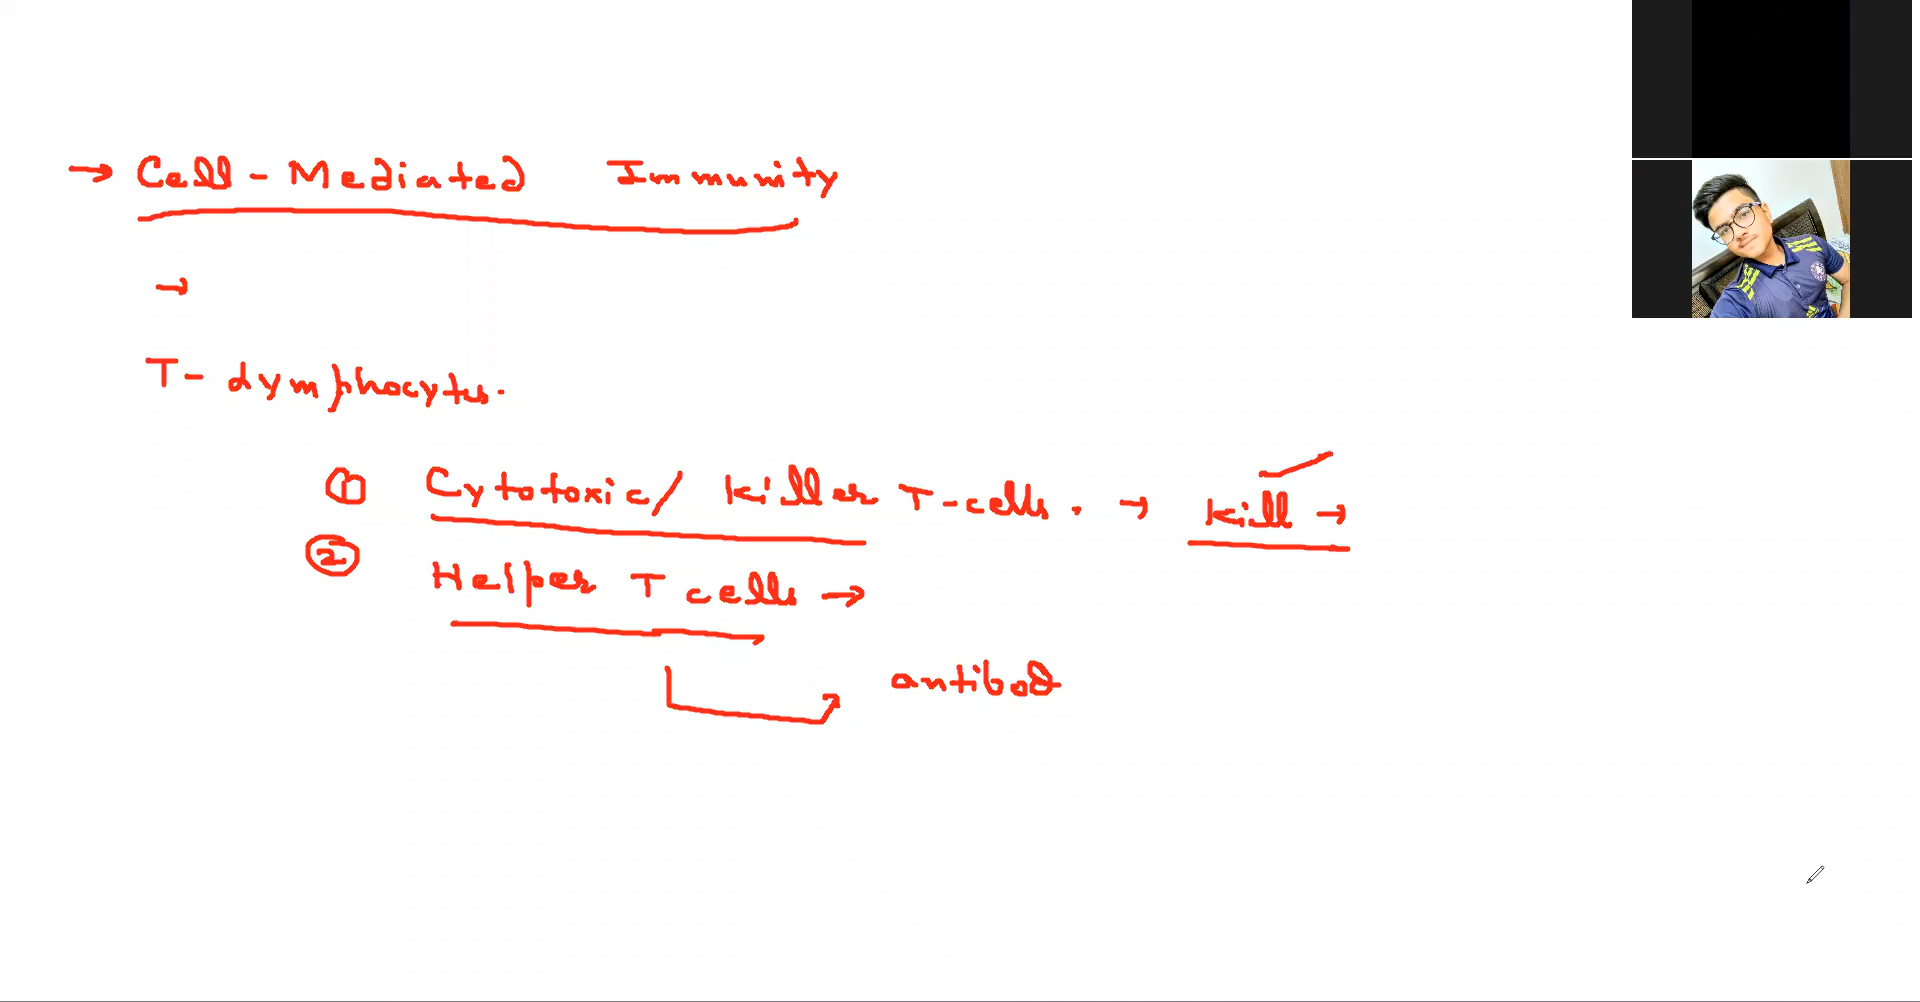 → Cell-Mediated Immunity
→
T-Lymphocytes.
① Cytotoxic/ Killer T-cells. → Kill →
② Helper T cells →
antibod